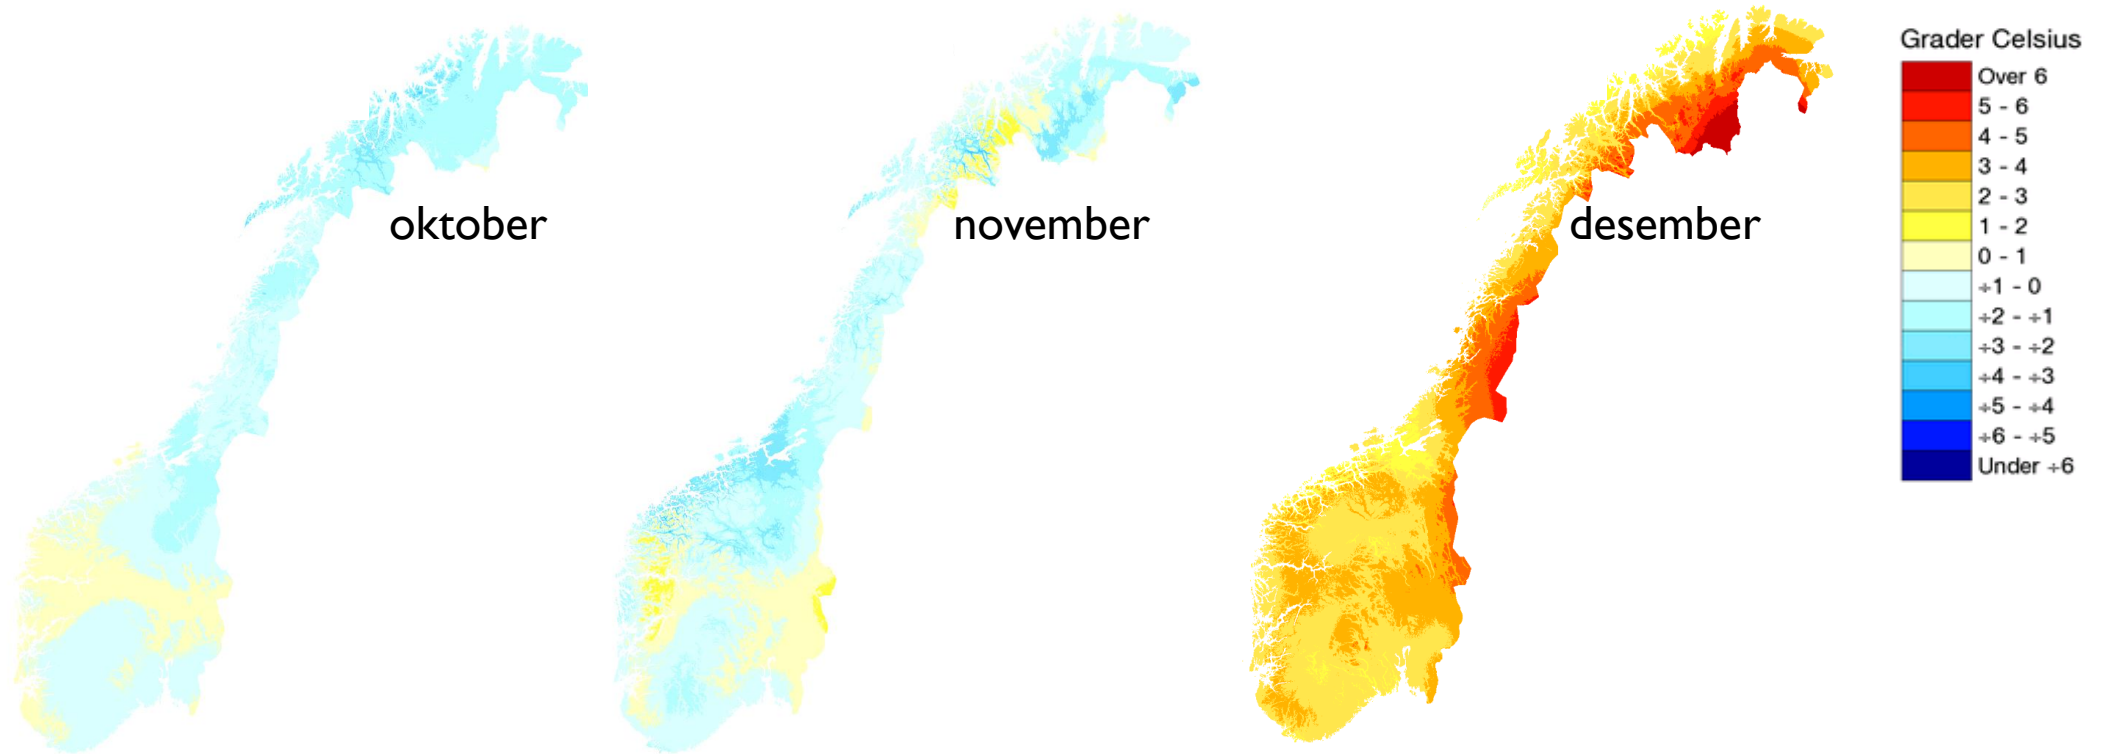 oktober
november
desember
Grader Celsius
Over 6
5 - 6
4 - 5
3 - 4
2 - 3
1 - 2
0 - 1
÷1 - 0
÷2 - ÷1
÷3 - ÷2
÷4 - ÷3
÷5 - ÷4
÷6 - ÷5
Under ÷6